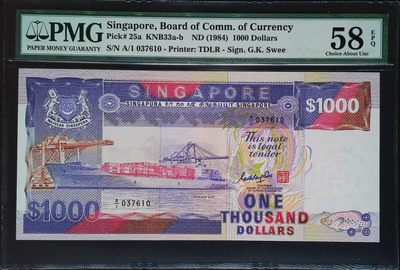 PMG
PAPER MONEY GUARANTY
Singapore, Board of Comm. of Currency
Pick# 25a KNB33a-b ND (1984) 1000 Dollars
S/N A/1 037610 - Printer: TDLR - Sign. G.K. Swee
58
EPQ
Choice About Unc
SINGAPORE
SINGAPURA
$1000
A/1 037610
This note
is legal
tender
$1000
A/1 037610
ONE
THOUSAND
DOLLARS